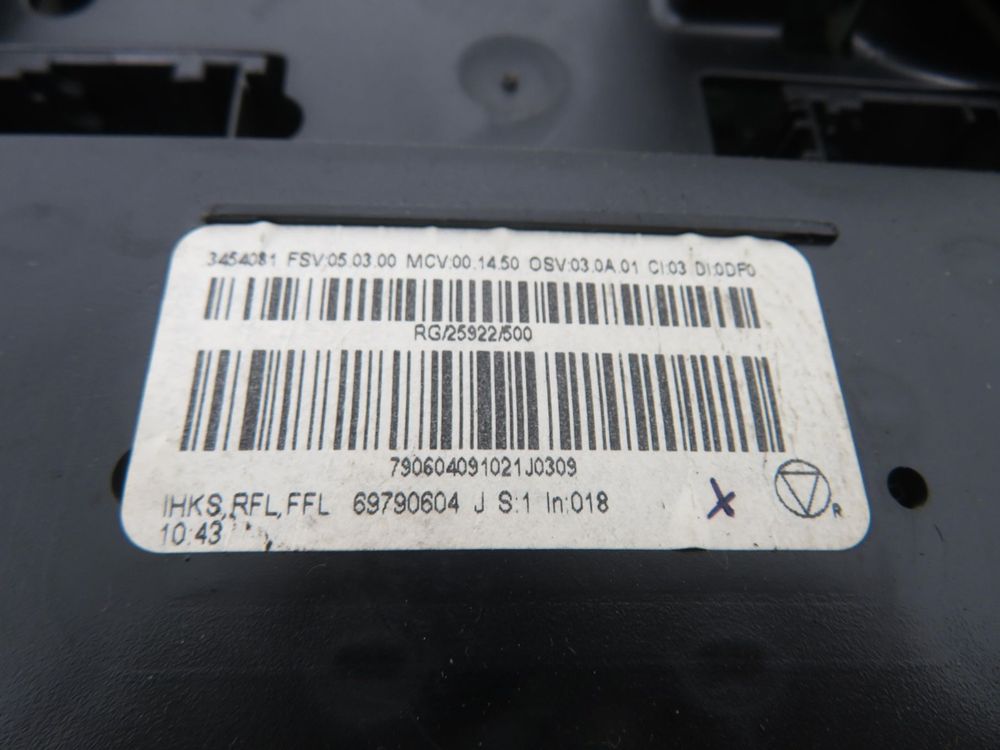 3454081 FSV:05.03.00 MCV:00.14.50 OSV:03.0A.01 CI:03 DI:0DF0
RG/25922/500
790604091021J0309
IHKS,RFL,FFL 69790604 J S:1 In:018
10:43
X
R